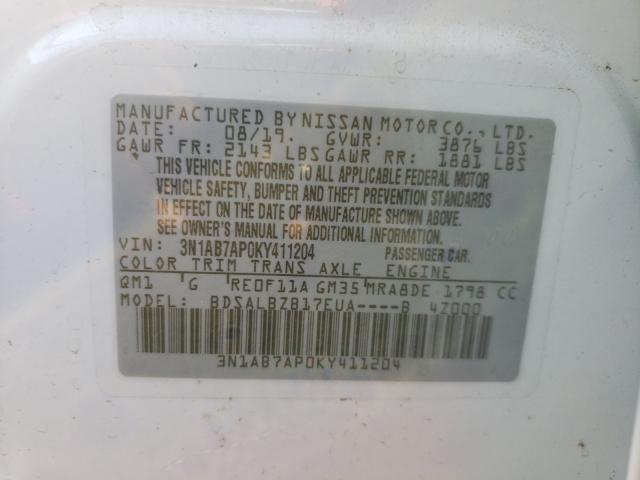 MANUFACTURED BY NISSAN MOTOR CO., LTD.
DATE: 08/19. GVWR: 3876 LBS
GAWR FR: 2143 LBS GAWR RR: 1881 LBS
THIS VEHICLE CONFORMS TO ALL APPLICABLE FEDERAL MOTOR
VEHICLE SAFETY, BUMPER AND THEFT PREVENTION STANDARDS
IN EFFECT ON THE DATE OF MANUFACTURE SHOWN ABOVE.
SEE OWNER'S MANUAL FOR ADDITIONAL INFORMATION.
VIN: 3N1AB7AP0KY411204 PASSENGER CAR.
COLOR TRIM TRANS AXLE ENGINE
QM1 G RE0F11A GM35 MRA8DE 1798 CC
MODEL: BDSALBZB17EUA----B 4Z000
3N1AB7AP0KY411204